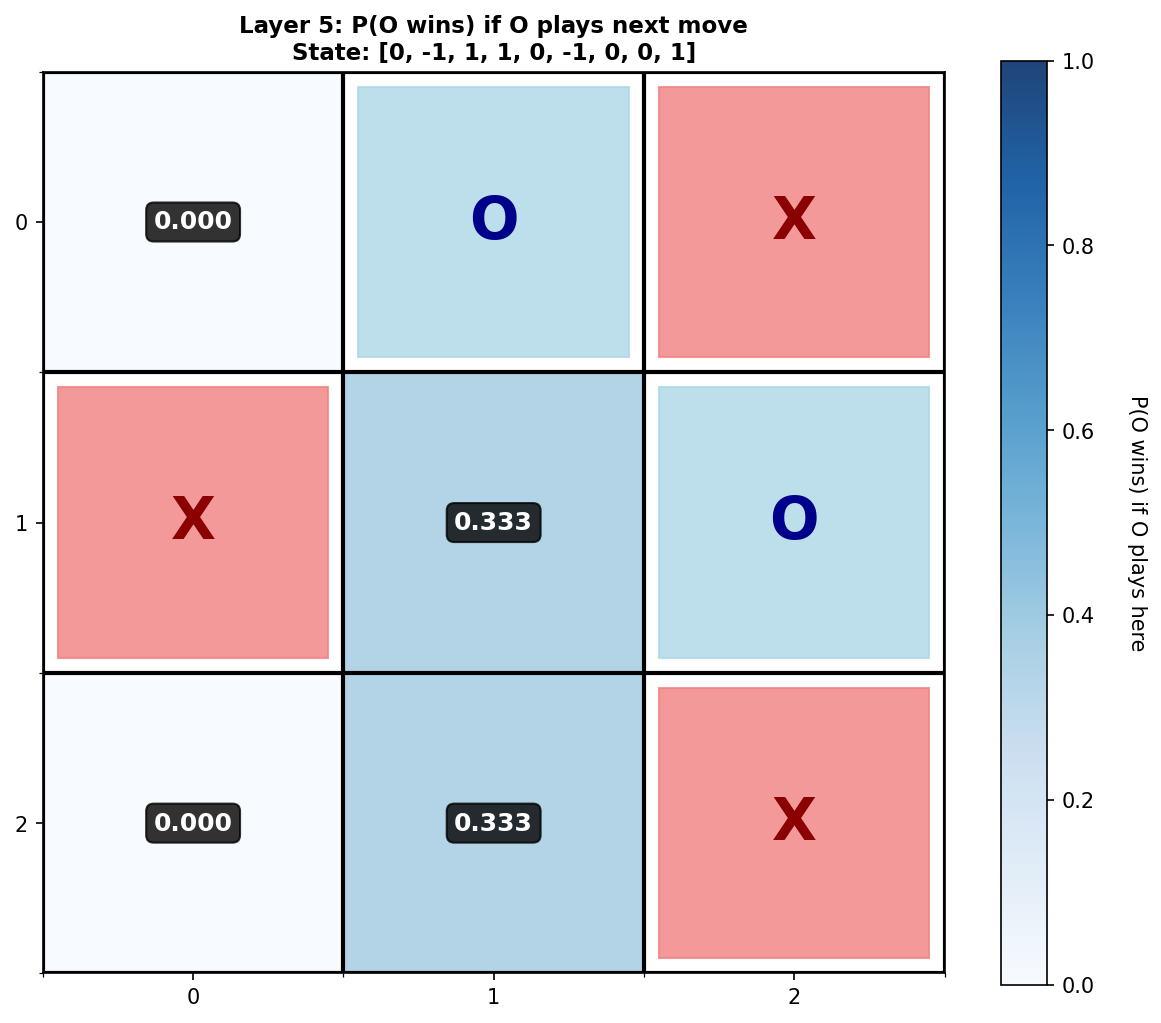 Layer 5: P(O wins) if O plays next move
State: [0, -1, 1, 1, 0, -1, 0, 0, 1]
0
0.000
O
X
1
X
0.333
O
2
0.000
0.333
X
0
1
2
1.0
0.8
0.6
0.4
0.2
0.0
P(O wins) if O plays here